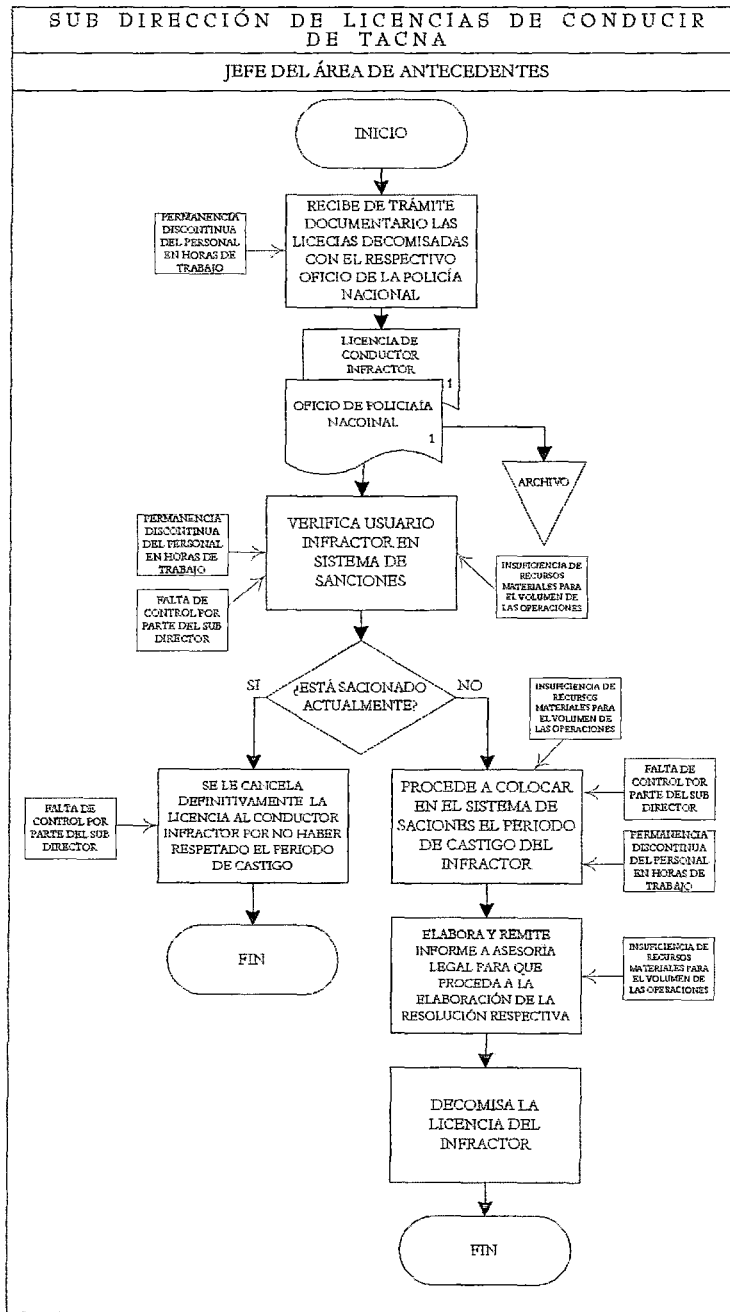 SUB DIRECCIÓN DE LICENCIAS DE CONDUCIR
DE TACNA
JEFE DEL ÁREA DE ANTECEDENTES
INICIO
RECIBE DE TRÁMITE
DOCUMENTARIO LAS
LICECIAS DECOMISADAS
CON EL RESPECTIVO
OFICIO DE LA POLICÍA
NACIONAL
PERMANENCIA
DISCONTINUA
DEL PERSONAL
EN HORAS DE
TRABAJO
LICENCIA DE
CONDUCTOR
INFRACTOR
1
OFICIO DE POLICIAÍA
NACOINAL
1
ARCHIVO
PERMANENCIA
DISCONTINUA
DEL PERSONAL
EN HORAS DE
TRABAJO
FALTA DE
CONTROL POR
PARTE DEL SUB
DIRECTOR
VERIFICA USUARIO
INFRACTOR EN
SISTEMA DE
SANCIONES
INSUFICIENCIA DE
RECURSOS
MATERIALES PARA
EL VOLUMEN DE
LAS OPERACIONES
¿ESTÁ SACIONADO
ACTUALMENTE?
SI
NO
INSUFICIENCIA DE
RECURSOS
MATERIALES PARA
EL VOLUMEN DE
LAS OPERACIONES
FALTA DE
CONTROL POR
PARTE DEL SUB
DIRECTOR
SE LE CANCELA
DEFINITIVAMENTE LA
LICENCIA AL CONDUCTOR
INFRACTOR POR NO HABER
RESPETADO EL PERIODO
DE CASTIGO
PROCEDE A COLOCAR
EN EL SISTEMA DE
SACIONES EL PERIODO
DE CASTIGO DEL
INFRACTOR
FALTA DE
CONTROL POR
PARTE DEL SUB
DIRECTOR
PERMANENCIA
DISCONTINUA
DEL PERSONAL
EN HORAS DE
TRABAJO
FIN
ELABORA Y REMITE
INFORME A ASESORÍA
LEGAL PARA QUE
PROCEDA A LA
ELABORACIÓN DE LA
RESOLUCIÓN RESPECTIVA
INSUFICIENCIA DE
RECURSOS
MATERIALES PARA
EL VOLUMEN DE
LAS OPERACIONES
DECOMISA LA
LICENCIA DEL
INFRACTOR
FIN